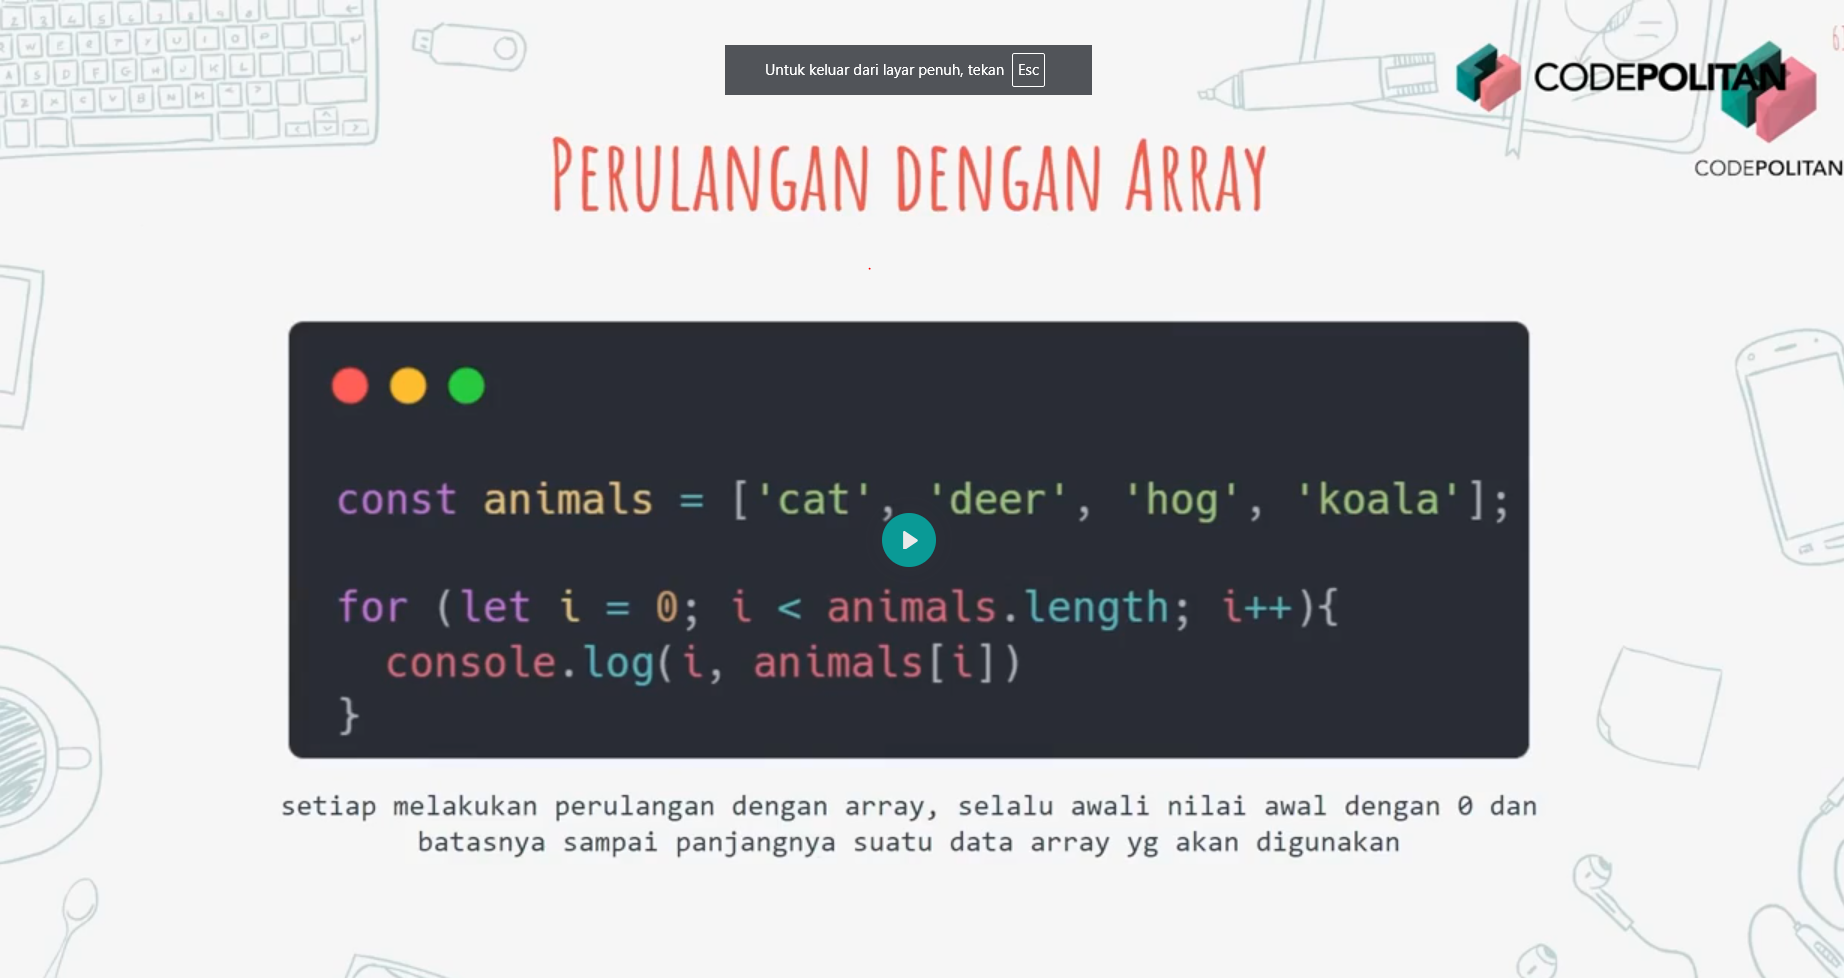 Untuk keluar dari layar penuh, tekan Esc
CODEPOLITAN
CODEPOLITAN
PERULANGAN DENGAN ARRAY
const animals = ['cat', 'deer', 'hog', 'koala'];
for (let i = 0; i < animals.length; i++){
console.log(i, animals[i])
}
setiap melakukan perulangan dengan array, selalu awali nilai awal dengan 0 dan
batasnya sampai panjangnya suatu data array yg akan digunakan